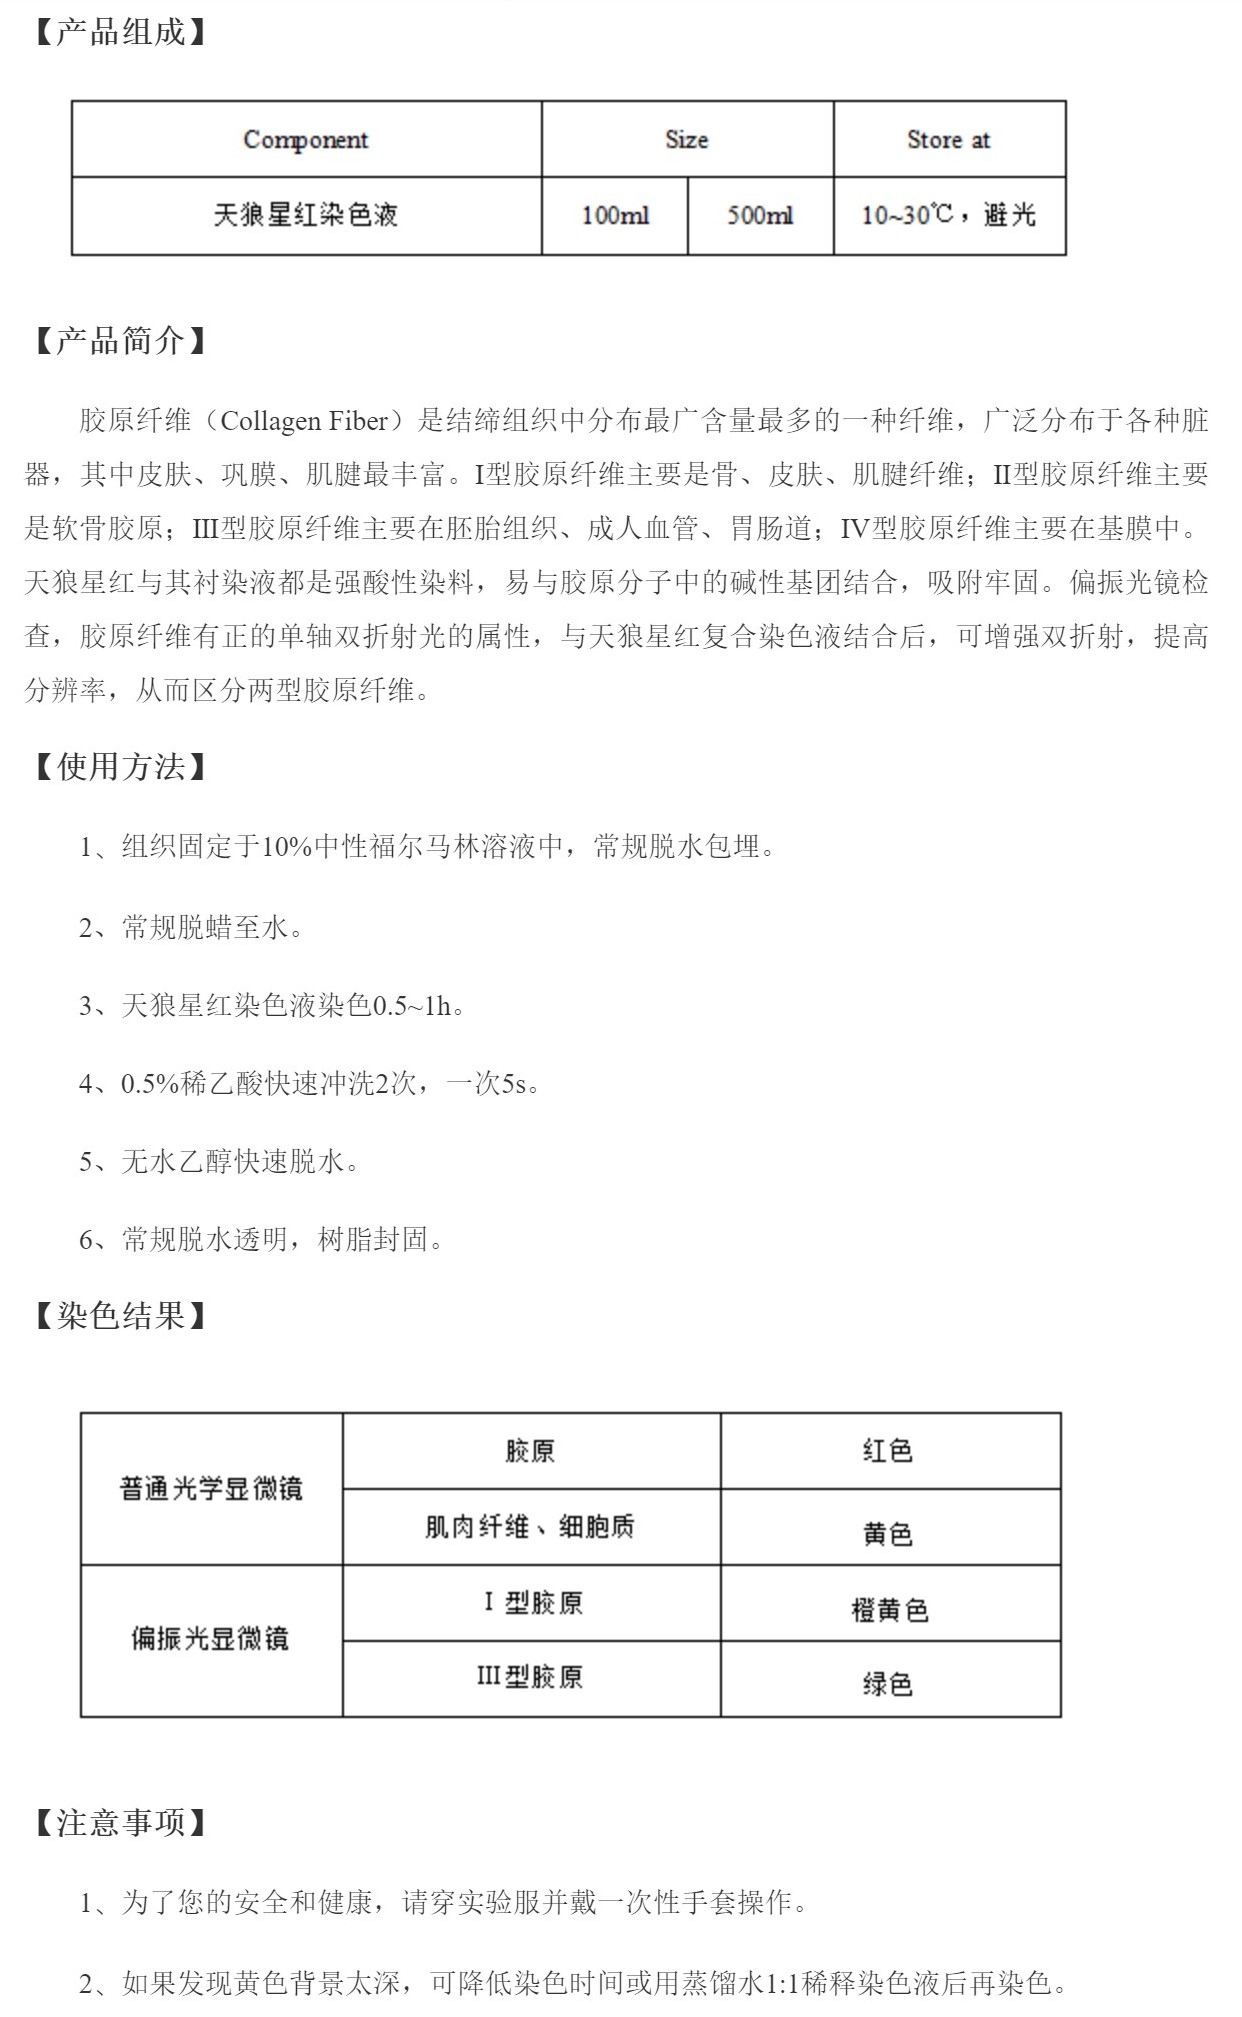 【产品组成】
Component Size Store at
天狼星红染色液 100ml 500ml 10~30℃，避光
【产品简介】
胶原纤维（Collagen Fiber）是结缔组织中分布最广含量最多的一种纤维，广泛分布于各种脏
器，其中皮肤、巩膜、肌腱最丰富。I型胶原纤维主要是骨、皮肤、肌腱纤维；II型胶原纤维主要
是软骨胶原；III型胶原纤维主要在胚胎组织、成人血管、胃肠道；IV型胶原纤维主要在基膜中。
天狼星红与其衬染液都是强酸性染料，易与胶原分子中的碱性基团结合，吸附牢固。偏振光镜检
查，胶原纤维有正的单轴双折射光的属性，与天狼星红复合染色液结合后，可增强双折射，提高
分辨率，从而区分两型胶原纤维。
【使用方法】
1、组织固定于10%中性福尔马林溶液中，常规脱水包埋。
2、常规脱蜡至水。
3、天狼星红染色液染色0.5~1h。
4、0.5%稀乙酸快速冲洗2次，一次5s。
5、无水乙醇快速脱水。
6、常规脱水透明，树脂封固。
【染色结果】
普通光学显微镜 胶原 红色
肌肉纤维、细胞质 黄色
偏振光显微镜 I 型胶原 橙黄色
III型胶原 绿色
【注意事项】
1、为了您的安全和健康，请穿实验服并戴一次性手套操作。
2、如果发现黄色背景太深，可降低染色时间或用蒸馏水1:1稀释染色液后再染色。